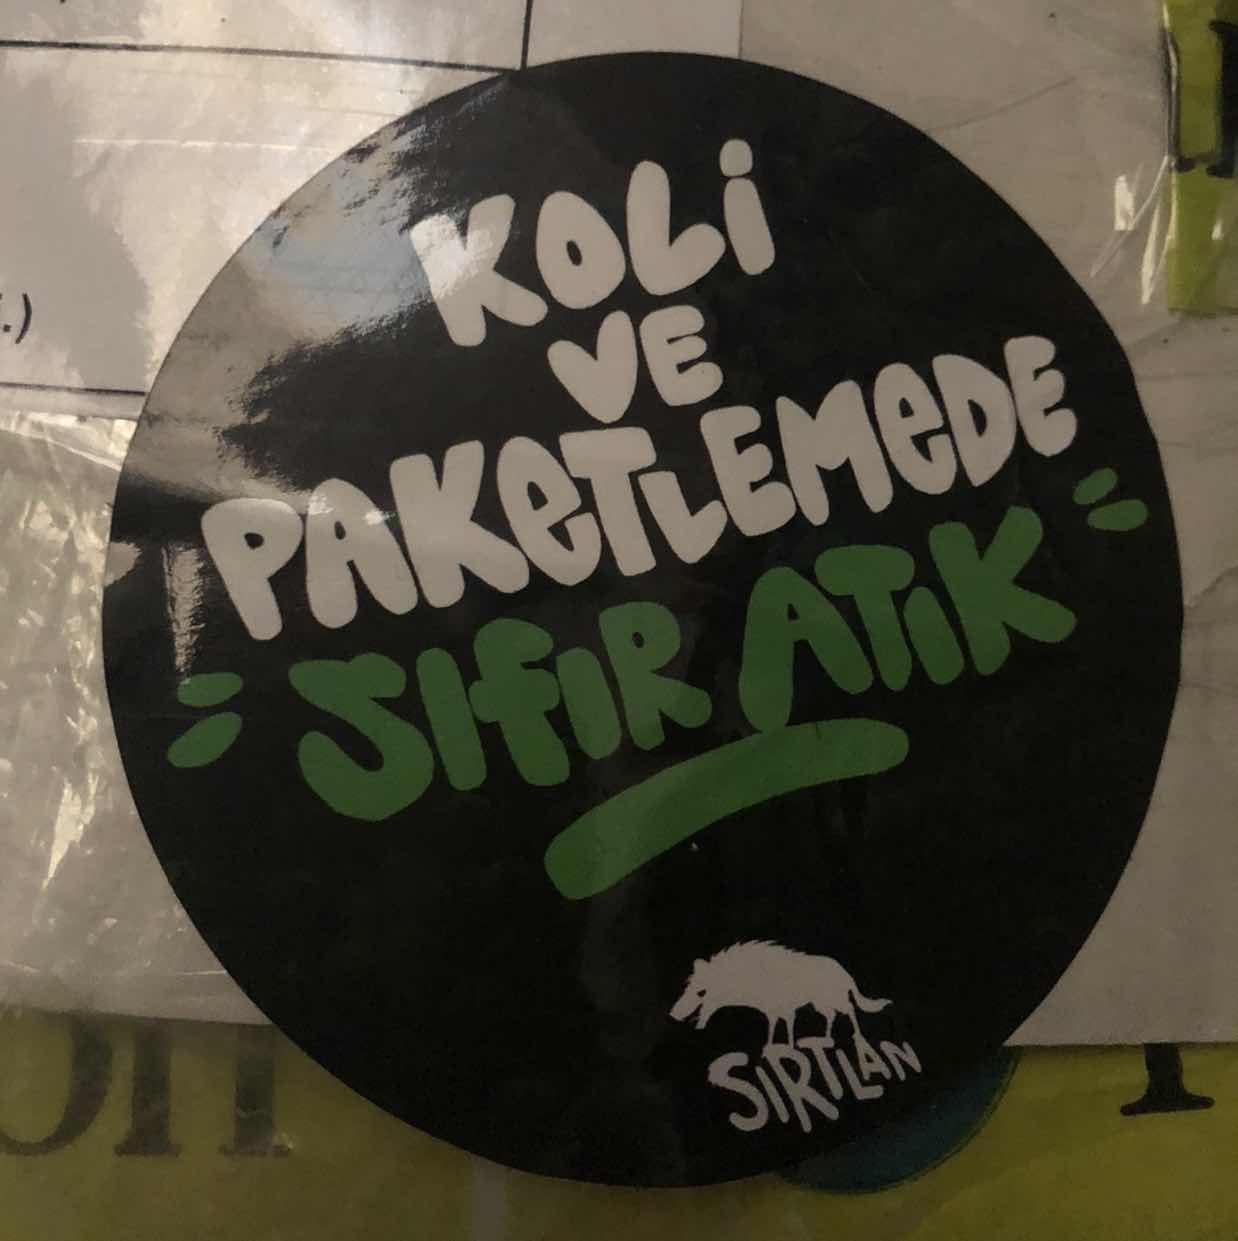 KOLİ
VE
PAKETLEMEDE
SIFIR ATIK
SIRTLAN